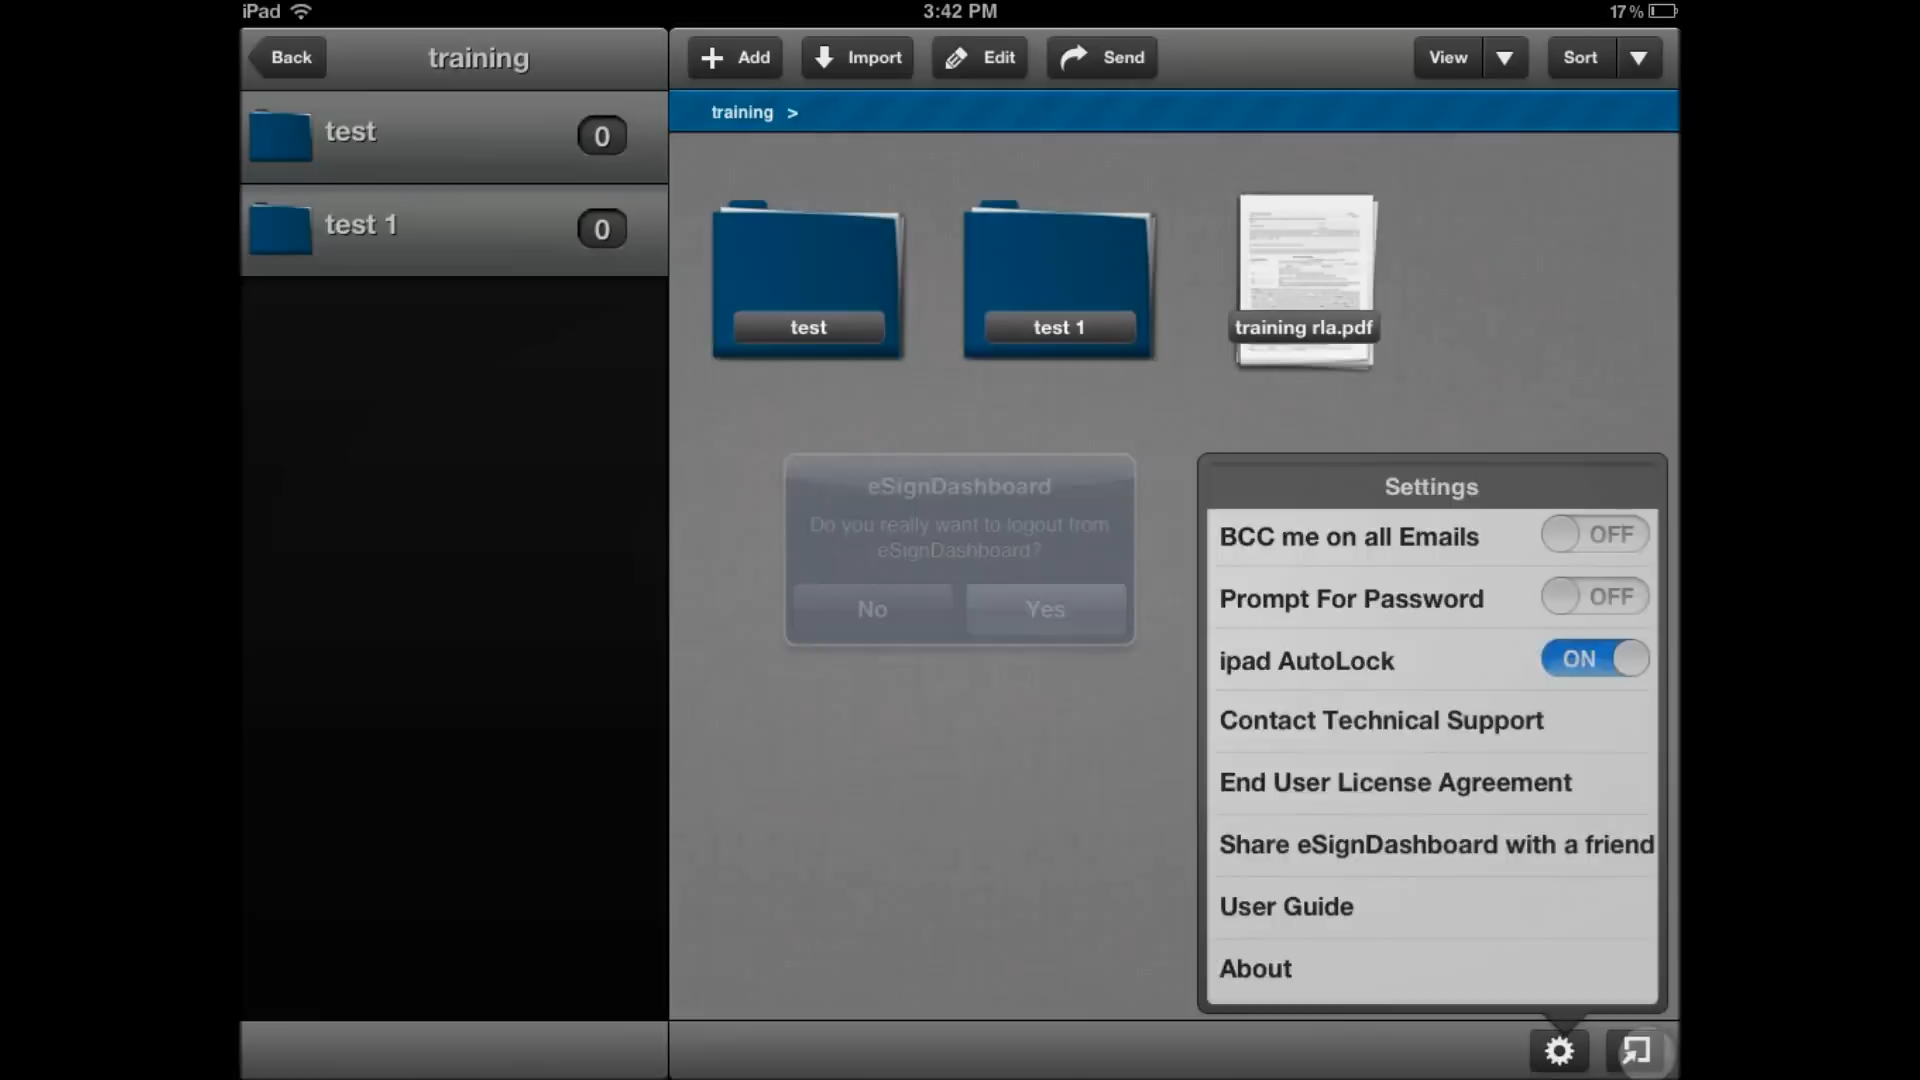 iPad
3:42 PM
17%
Back
training
Add
Import
Edit
Send
View
Sort
training >
test
0
test 1
0
test
test 1
training rla.pdf
eSignDashboard
Do you really want to logout from
eSignDashboard?
No
Yes
Settings
BCC me on all Emails
OFF
Prompt For Password
OFF
ipad AutoLock
ON
Contact Technical Support
End User License Agreement
Share eSignDashboard with a friend
User Guide
About